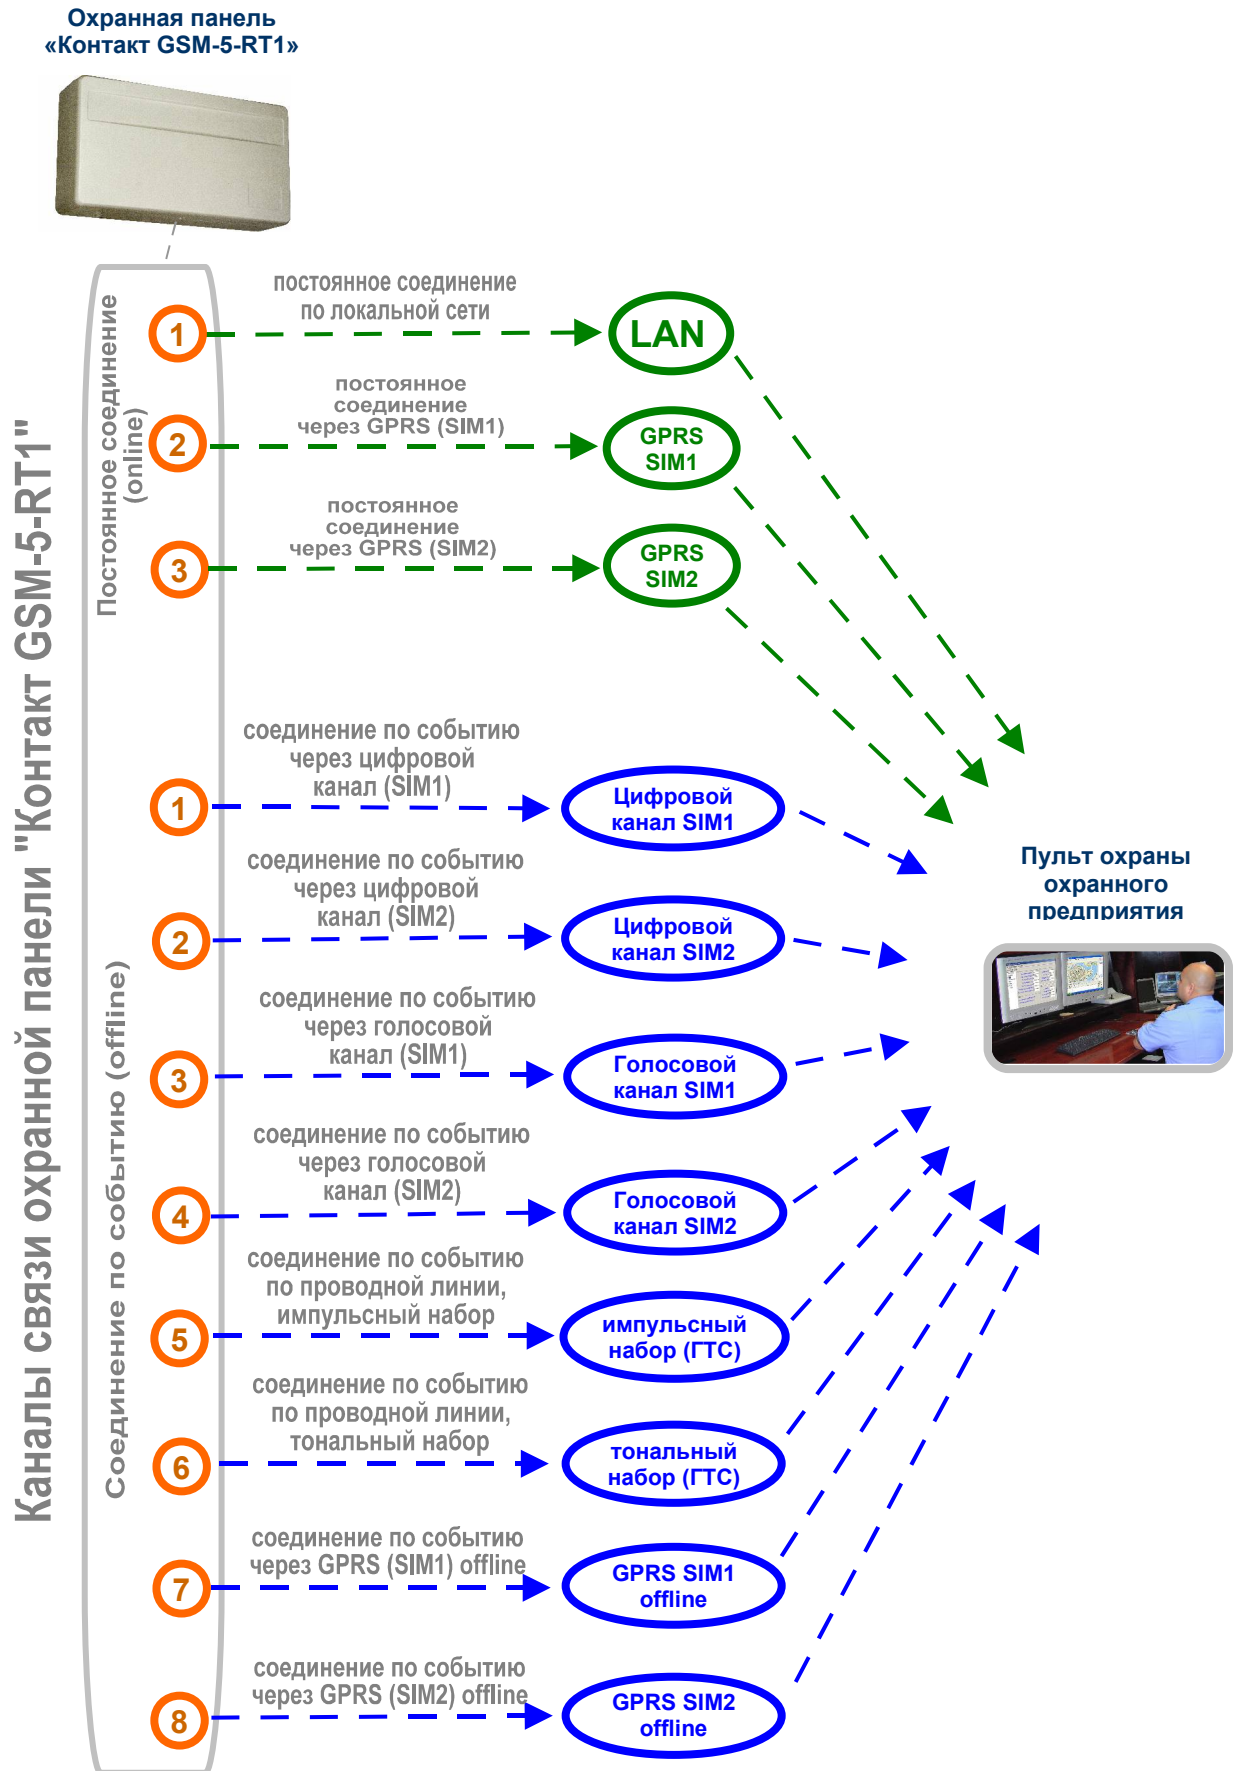 Охранная панель
«Контакт GSM-5-RT1»
Каналы связи охранной панели "Контакт GSM-5-RT1"
Постоянное соединение
(online)
1
постоянное соединение
по локальной сети
LAN
2
постоянное
соединение
через GPRS (SIM1)
GPRS
SIM1
3
постоянное
соединение
через GPRS (SIM2)
GPRS
SIM2
Соединение по событию (offline)
1
соединение по событию
через цифровой
канал (SIM1)
Цифровой
канал SIM1
2
соединение по событию
через цифровой
канал (SIM2)
Цифровой
канал SIM2
3
соединение по событию
через голосовой
канал (SIM1)
Голосовой
канал SIM1
4
соединение по событию
через голосовой
канал (SIM2)
Голосовой
канал SIM2
5
соединение по событию
по проводной линии,
импульсный набор
импульсный
набор (ГТС)
6
соединение по событию
по проводной линии,
тональный набор
тональный
набор (ГТС)
7
соединение по событию
через GPRS (SIM1) offline
GPRS SIM1
offline
8
соединение по событию
через GPRS (SIM2) offline
GPRS SIM2
offline
Пульт охраны
охранного
предприятия